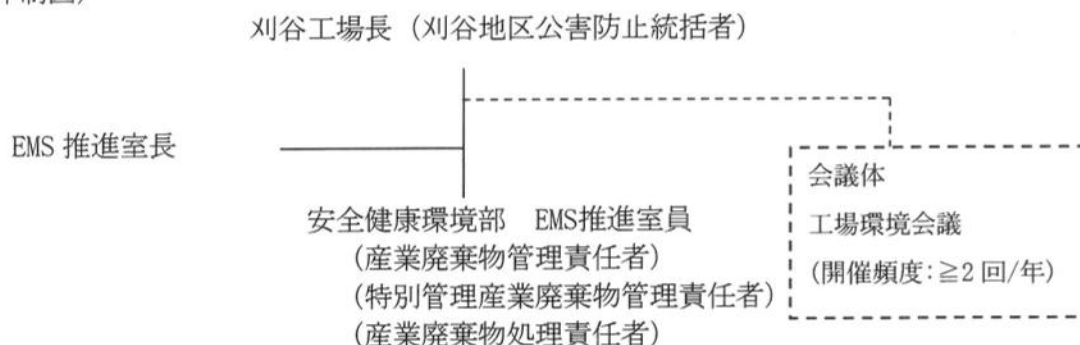 刈谷工場長（刈谷地区公害防止統括者）
EMS 推進室長
会議体
工場環境会議
(開催頻度:≧2 回/年)
安全健康環境部　EMS推進室員
(産業廃棄物管理責任者)
(特別管理産業廃棄物管理責任者)
(産業廃棄物処理責任者)